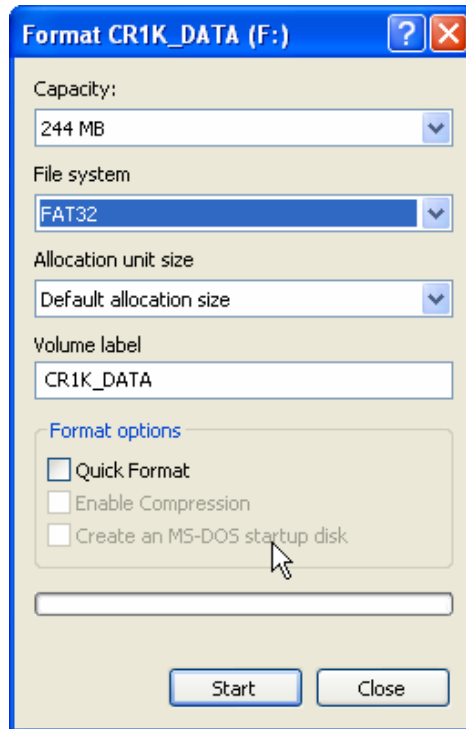 Format CR1K_DATA (F:)
Capacity:
244 MB
File system
FAT32
Allocation unit size
Default allocation size
Volume label
CR1K_DATA
Format options
Quick Format
Enable Compression
Create an MS-DOS startup disk
Start Close